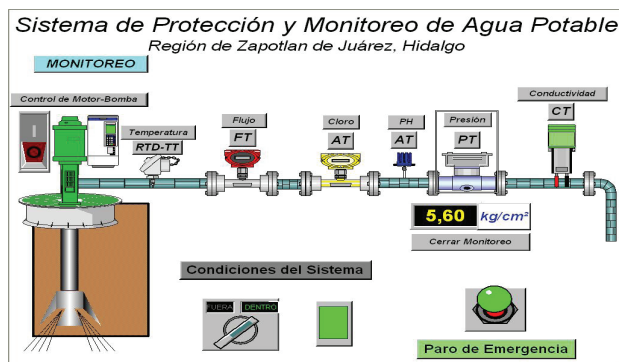 Sistema de Protección y Monitoreo de Agua Potable
Región de Zapotlan de Juárez, Hidalgo
MONITOREO
Control de Motor-Bomba
Temperatura
RTD-TT
Flujo
FT
Cloro
AT
PH
AT
Presión
PT
Conductividad
CT
5,60 kg/cm²
Cerrar Monitoreo
Condiciones del Sistema
FUERA DENTRO
Paro de Emergencia